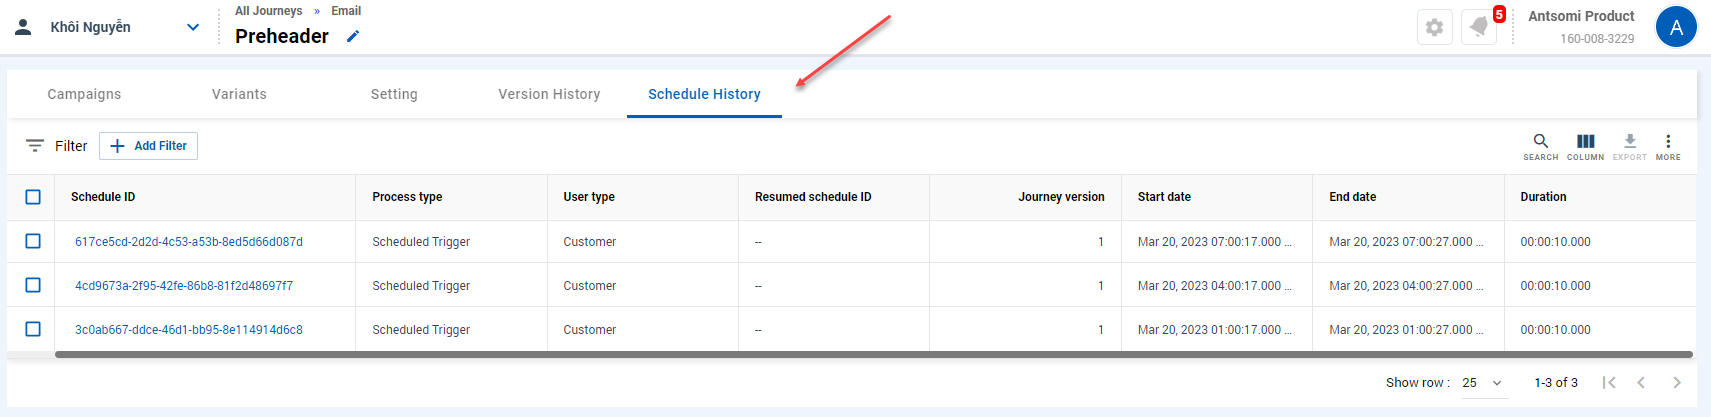 Khôi Nguyễn
All Journeys » Email
Preheader
5
Antsomi Product
160-008-3229
A
Campaigns Variants Setting Version History Schedule History
Filter Add Filter
SEARCH COLUMN EXPORT MORE
Schedule ID Process type User type Resumed schedule ID Journey version Start date End date Duration
617ce5cd-2d2d-4c53-a53b-8ed5d66d087d Scheduled Trigger Customer -- 1 Mar 20, 2023 07:00:17.000 ... Mar 20, 2023 07:00:27.000 ... 00:00:10.000
4cd9673a-2f95-42fe-86b8-81f2d48697f7 Scheduled Trigger Customer -- 1 Mar 20, 2023 04:00:17.000 ... Mar 20, 2023 04:00:27.000 ... 00:00:10.000
3c0ab667-ddce-46d1-bb95-8e114914d6c8 Scheduled Trigger Customer -- 1 Mar 20, 2023 01:00:17.000 ... Mar 20, 2023 01:00:27.000 ... 00:00:10.000
Show row : 25 1-3 of 3